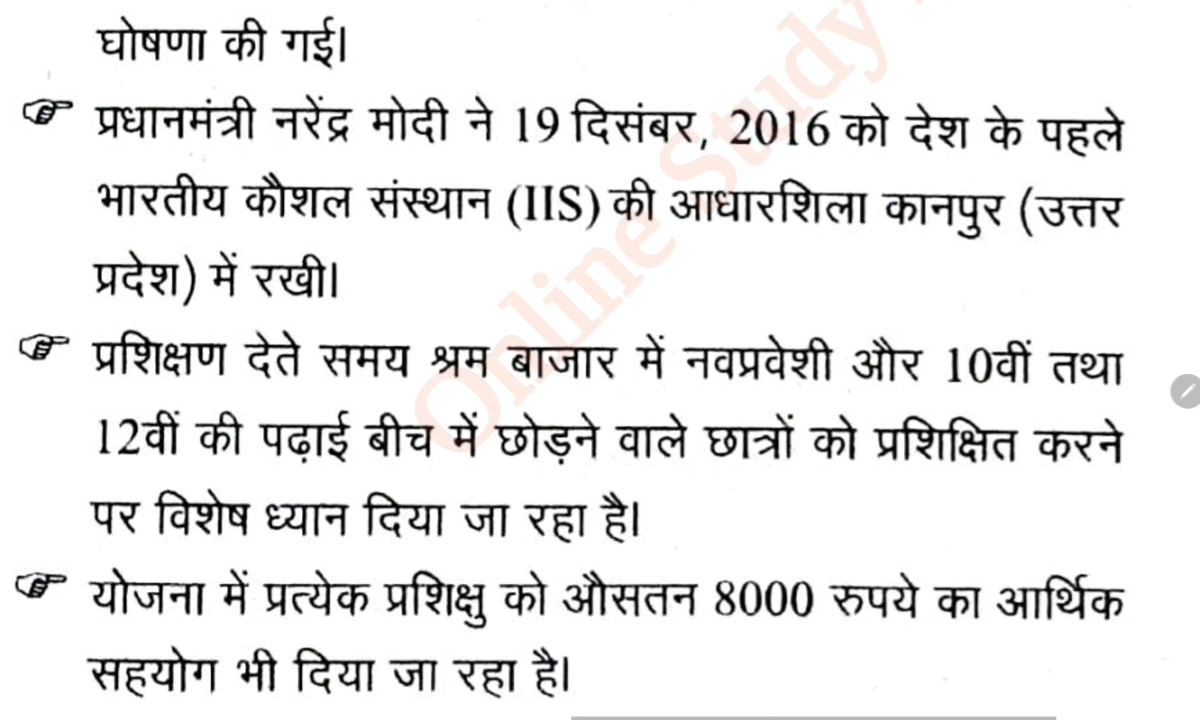 घोषणा की गई।
प्रधानमंत्री नरेंद्र मोदी ने 19 दिसंबर, 2016 को देश के पहले
भारतीय कौशल संस्थान (IIS) की आधारशिला कानपुर (उत्तर
प्रदेश) में रखी।
प्रशिक्षण देते समय श्रम बाजार में नवप्रवेशी और 10वीं तथा
12वीं की पढ़ाई बीच में छोड़ने वाले छात्रों को प्रशिक्षित करने
पर विशेष ध्यान दिया जा रहा है।
योजना में प्रत्येक प्रशिक्षु को औसतन 8000 रुपये का आर्थिक
सहयोग भी दिया जा रहा है।
Online Study